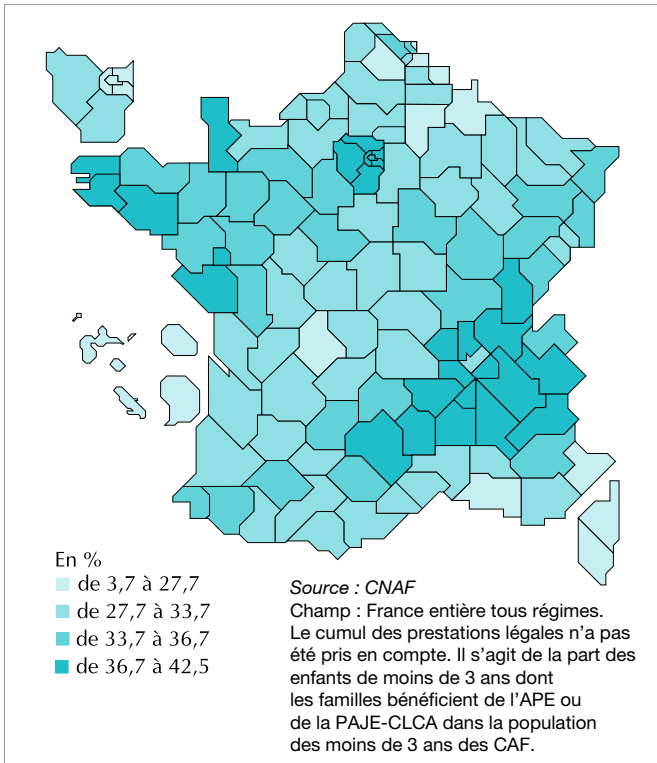 En %
de 3,7 à 27,7
de 27,7 à 33,7
de 33,7 à 36,7
de 36,7 à 42,5
Source : CNAF
Champ : France entière tous régimes.
Le cumul des prestations légales n’a pas
été pris en compte. Il s’agit de la part des
enfants de moins de 3 ans dont
les familles bénéficient de l’APE ou
de la PAJE-CLCA dans la population
des moins de 3 ans des CAF.